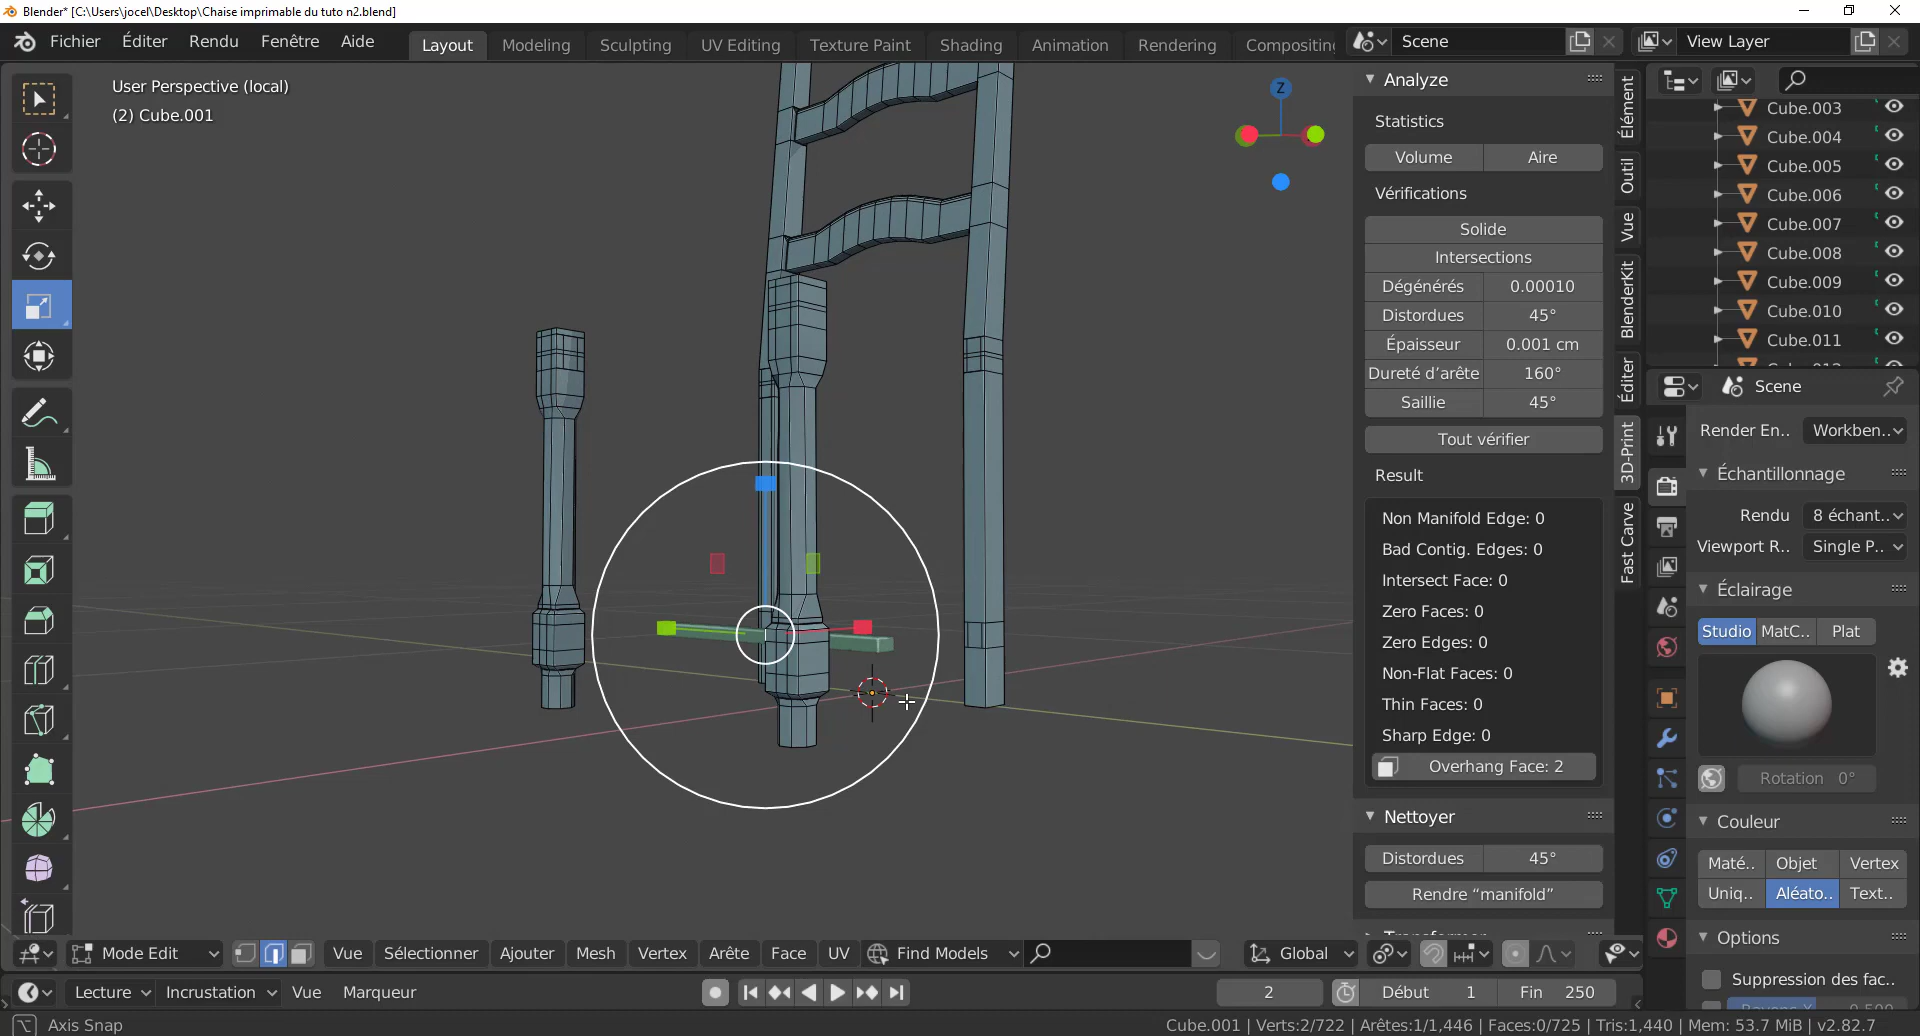 Blender* [C:\Users\jocel\Desktop\Chaise imprimable du tuto n2.blend]
Fichier Éditer Rendu Fenêtre Aide Layout Modeling Sculpting UV Editing Texture Paint Shading Animation Rendering Compositing Scene View Layer
User Perspective (local)
(2) Cube.001
Z
Analyze
Statistics
Volume Aire
Vérifications
Solide
Intersections
Dégénérés 0.00010
Distordues 45°
Épaisseur 0.001 cm
Dureté d'arête 160°
Saillie 45°
Tout vérifier
Result
Non Manifold Edge: 0
Bad Contig. Edges: 0
Intersect Face: 0
Zero Faces: 0
Zero Edges: 0
Non-Flat Faces: 0
Thin Faces: 0
Sharp Edge: 0
Overhang Face: 2
Nettoyer
Distordues 45°
Rendre “manifold”
Transformer
Élément
Outil
Vue
BlenderKit
Éditer
3D-Print
Fast Carve
Cube.003
Cube.004
Cube.005
Cube.006
Cube.007
Cube.008
Cube.009
Cube.010
Cube.011
Scene
Render En.. Workben..
Échantillonnage
Rendu 8 échant..
Viewport R.. Single P..
Éclairage
Studio MatC.. Plat
Rotation 0°
Couleur
Maté.. Objet Vertex
Uniq.. Aléato.. Text..
Options
Suppression des fac..
Rayons X 0.500
Mode Edit Vue Sélectionner Ajouter Mesh Vertex Arête Face UV Find Models Global
Lecture Incrustation Vue Marqueur 2 Début 1 Fin 250
Axis Snap Cube.001 | Verts:2/722 | Arêtes:1/1,446 | Faces:0/725 | Tris:1,440 | Mem: 53.7 MiB | v2.82.7